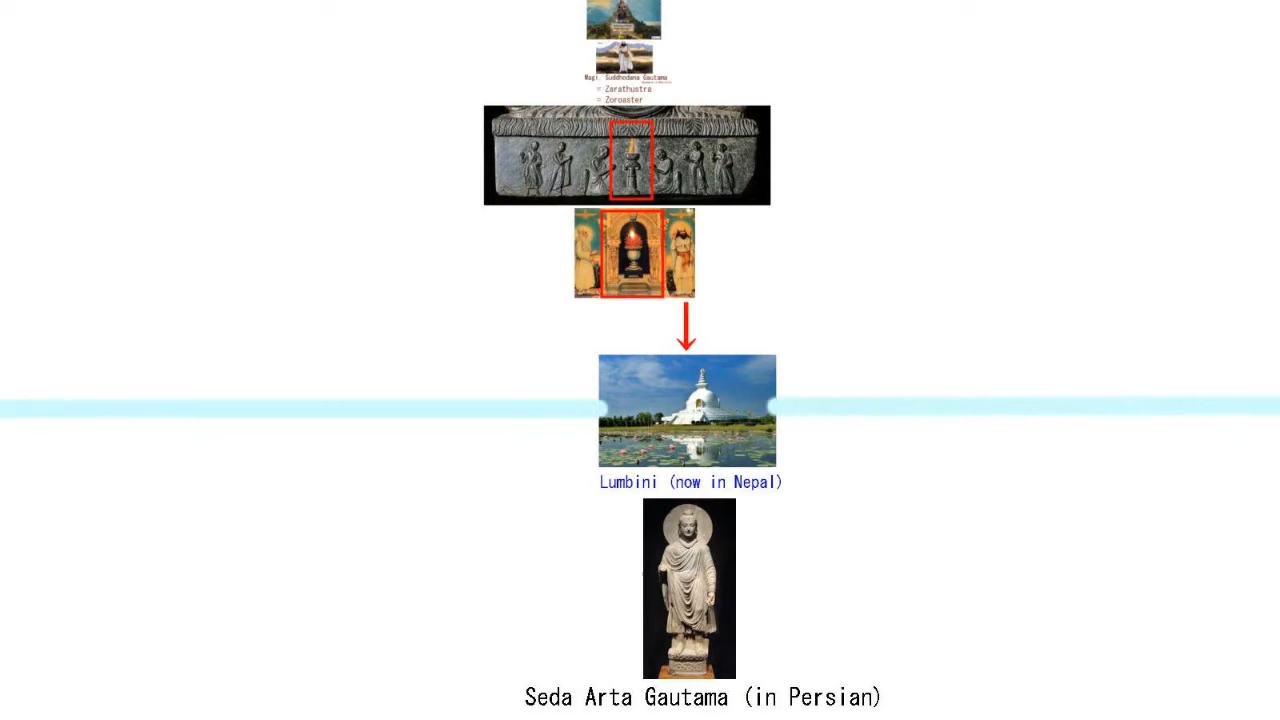 Magi. Suddhodana Gautama
= Zarathustra
= Zoroaster
Lumbini (now in Nepal)
Seda Arta Gautama (in Persian)